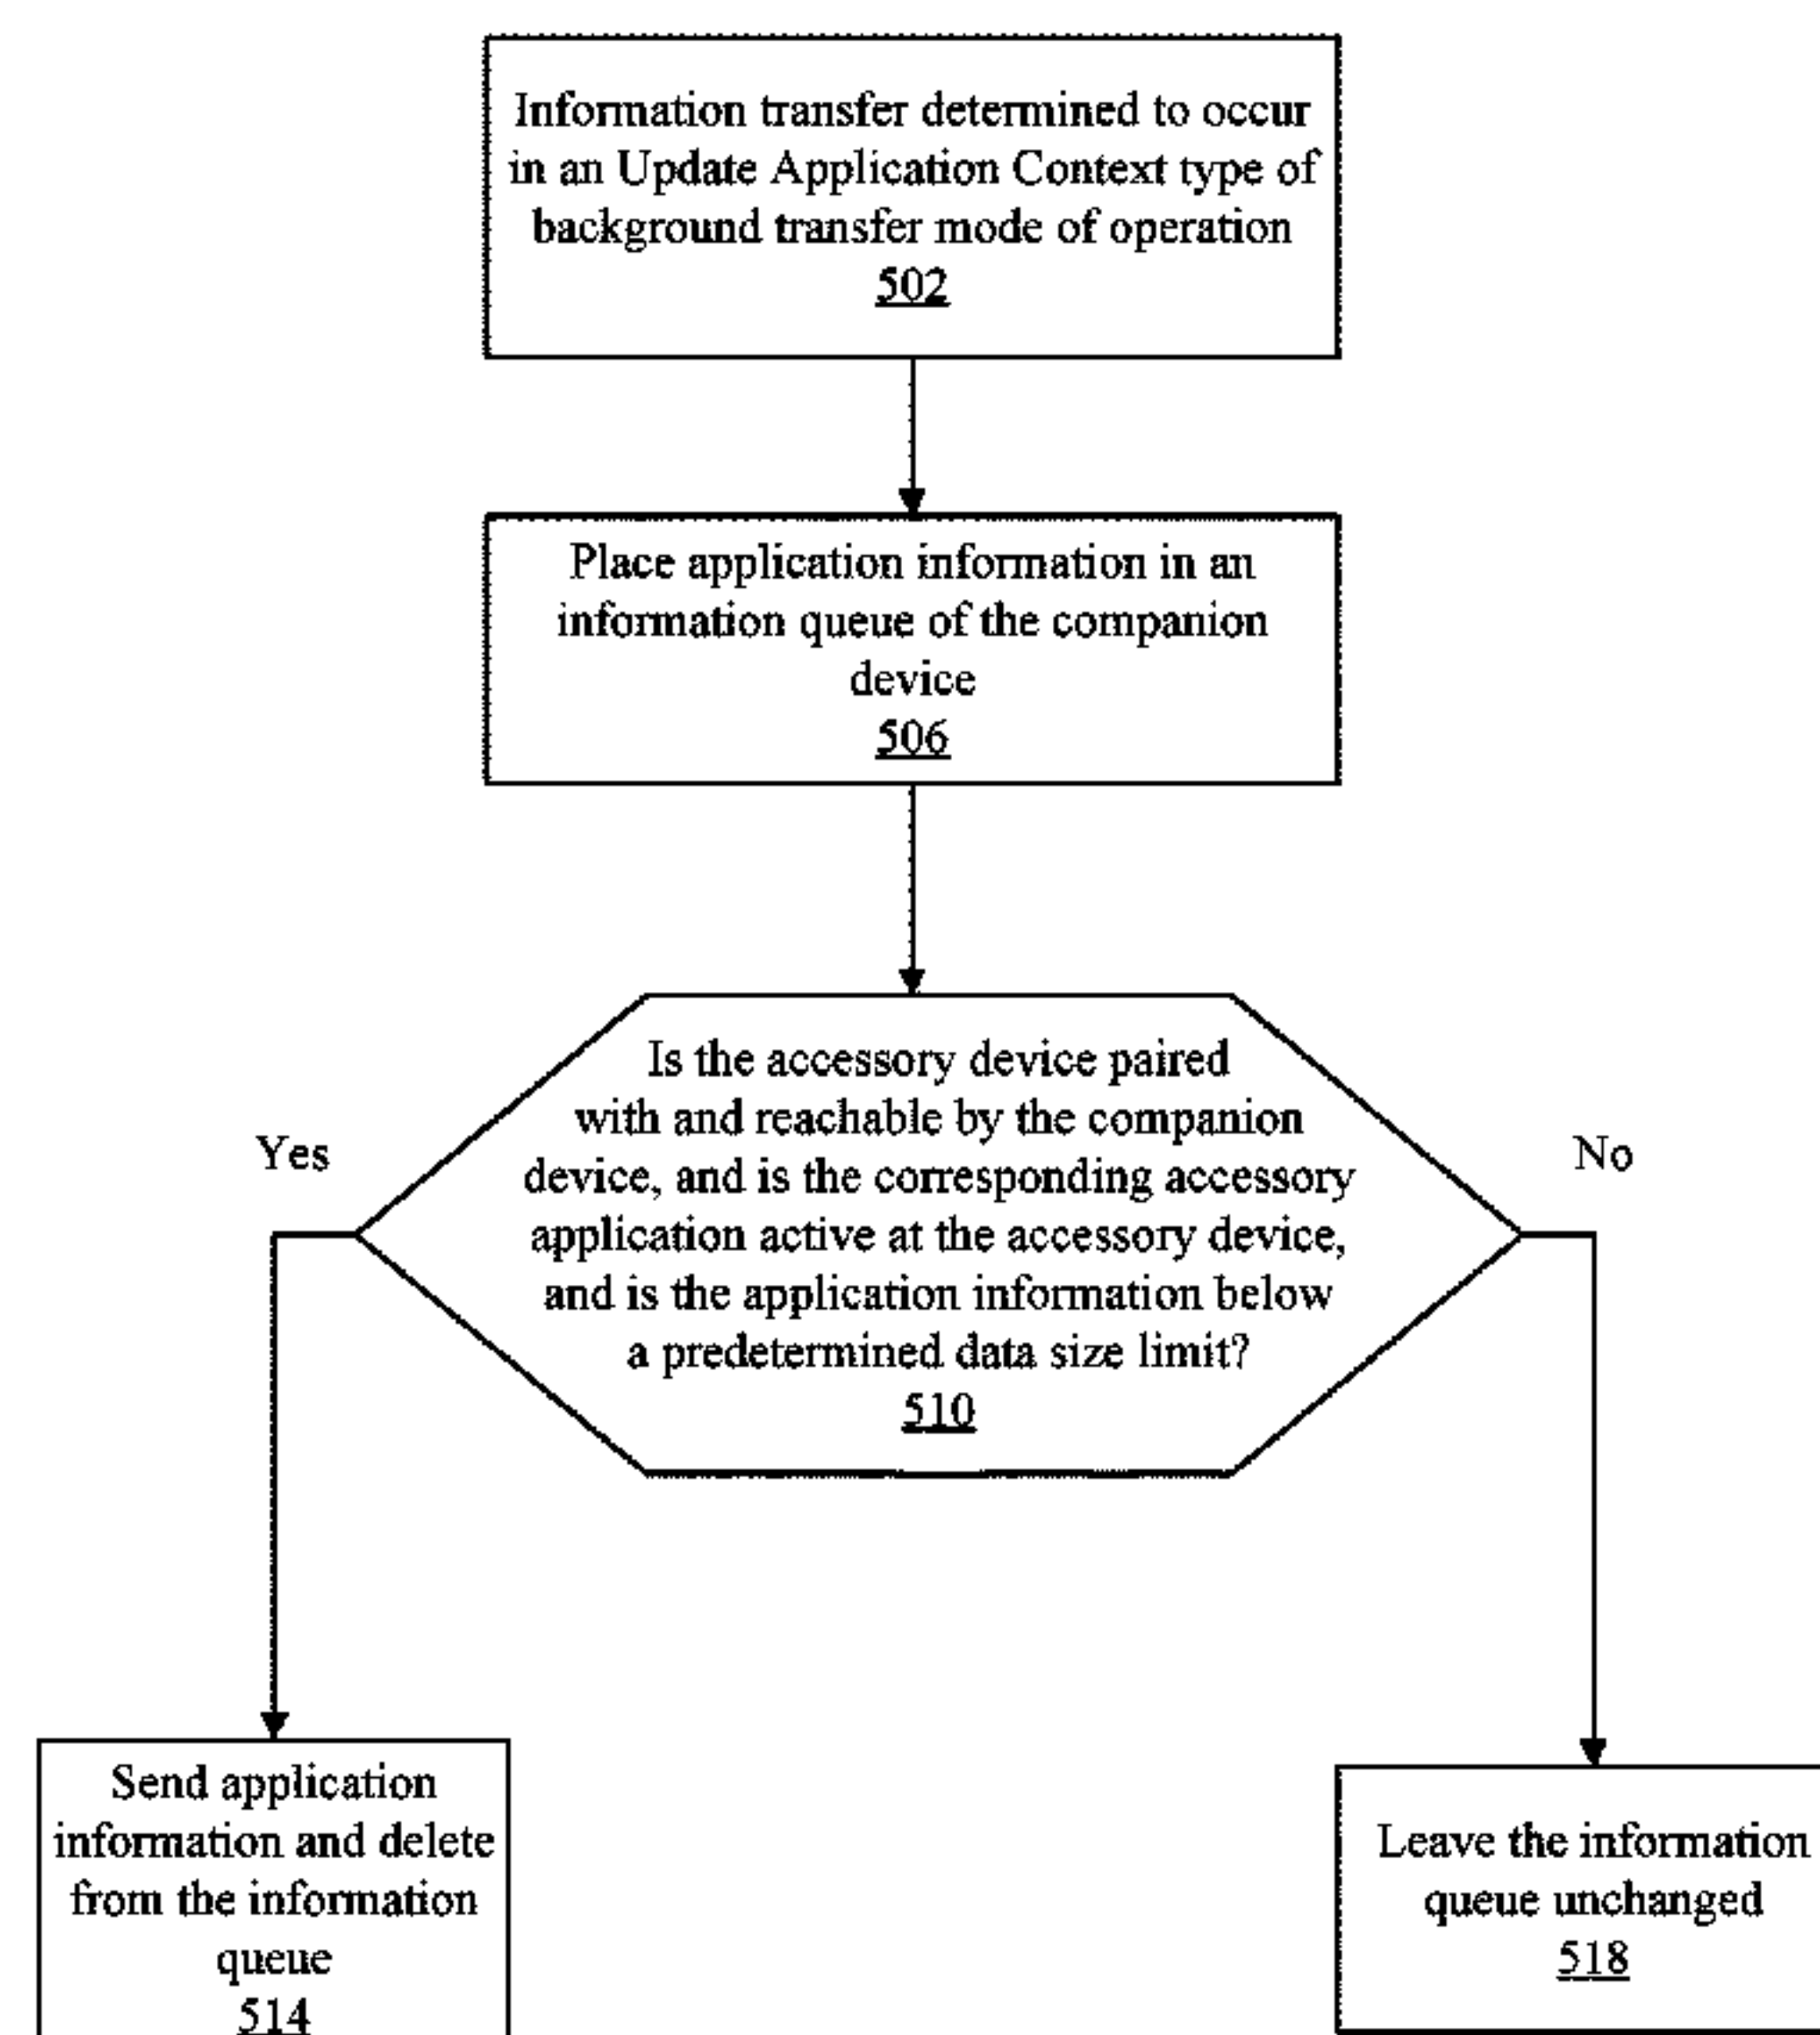 Information transfer determined to occur
in an Update Application Context type of
background transfer mode of operation
502
Place application information in an
information queue of the companion
device
506
Is the accessory device paired
with and reachable by the companion
device, and is the corresponding accessory
application active at the accessory device,
and is the application information below
a predetermined data size limit?
510
Yes
No
Send application
information and delete
from the information
queue
514
Leave the information
queue unchanged
518